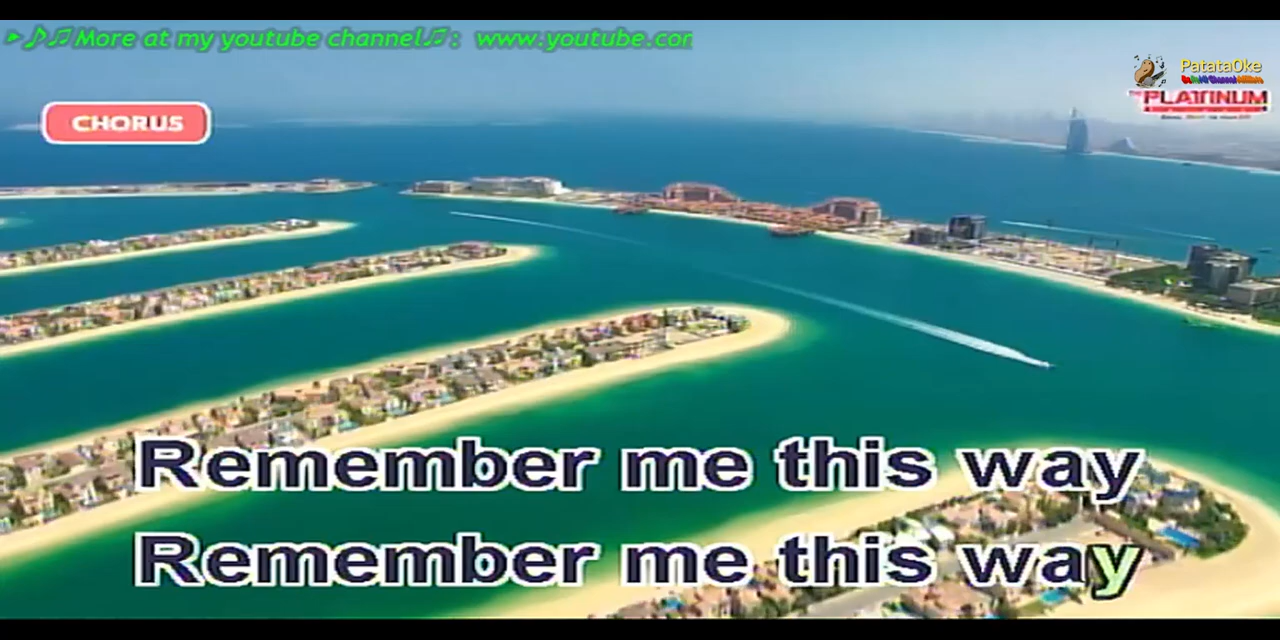 ►♪♫More at my youtube channel♫: www.youtube.cor
PatataOke
THE PLATINUM
CHORUS
Remember me this way
Remember me this way